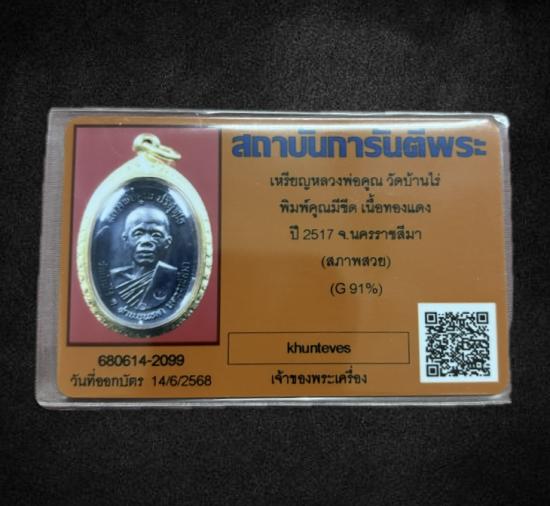 สถาบันการันตีพระ
เหรียญหลวงพ่อคูณ วัดบ้านไร่
พิมพ์คูณมีขีด เนื้อทองแดง
ปี 2517 จ.นครราชสีมา
(สภาพสวย)
(G 91%)
khunteves
เจ้าของพระเครื่อง
680614-2099
วันที่ออกบัตร 14/6/2568